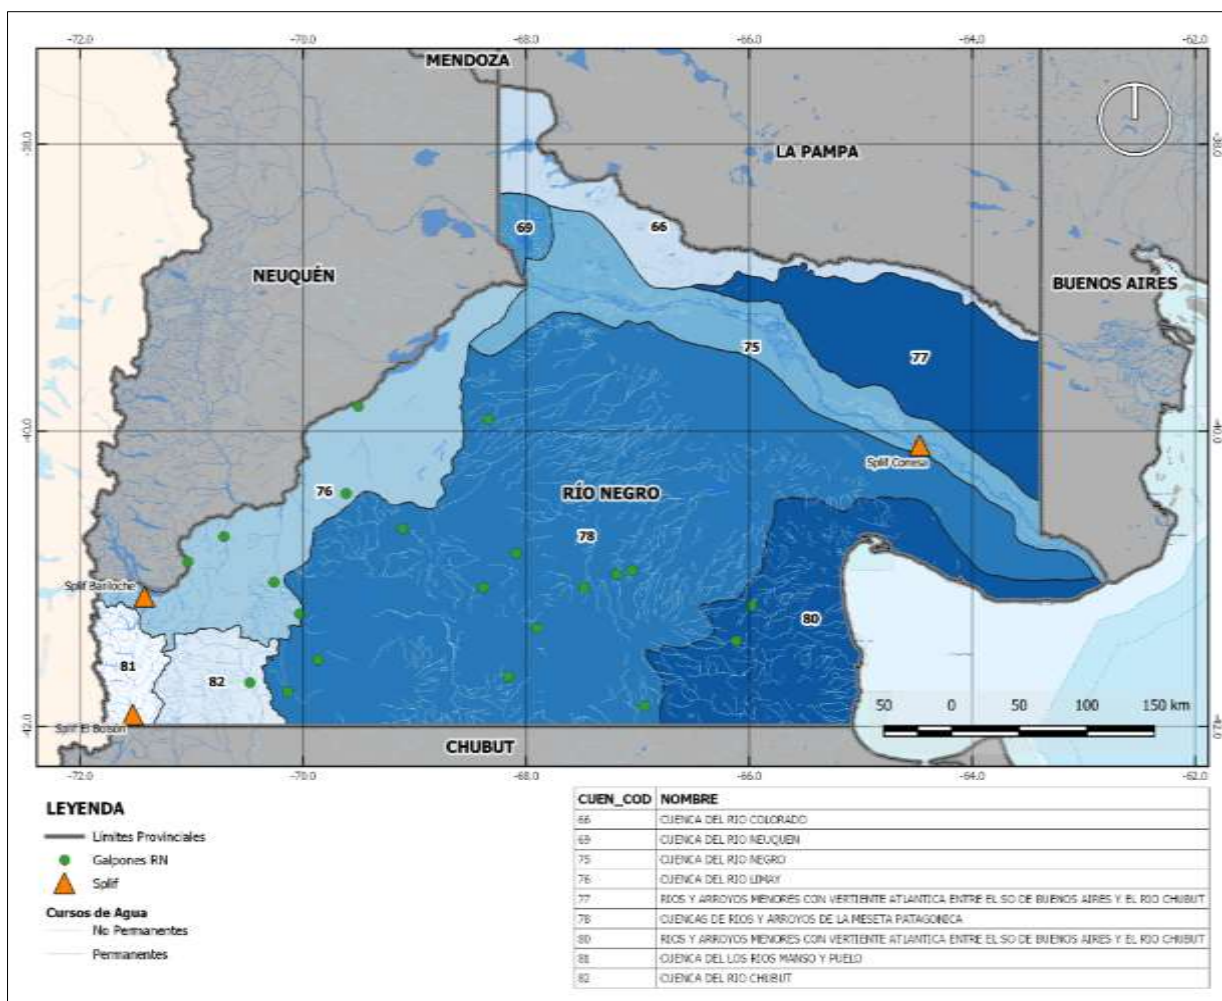 -72.0 -70.0 -68.0 -66.0 -64.0 -62.0
MENDOZA
-38.0 -38.0
LA PAMPA
69 66
NEUQUÉN BUENOS AIRES
75 77
-40.0 -40.0
Splif Conesa
76 RÍO NEGRO
78
Splif Bariloche
80
81 82
50 0 50 100 150 km
Splif El Bolson
-42.0 -42.0
CHUBUT
-72.0 -70.0 -68.0 -66.0 -64.0 -62.0
LEYENDA
Límites Provinciales
Galpones RN
Splif
Cursos de Agua
No Permanentes
Permanentes
CUEN_COD NOMBRE
66 CUENCA DEL RIO COLORADO
69 CUENCA DEL RIO NEUQUEN
75 CUENCA DEL RIO NEGRO
76 CUENCA DEL RIO LIMAY
77 RIOS Y ARROYOS MENORES CON VERTIENTE ATLANTICA ENTRE EL SO DE BUENOS AIRES Y EL RIO CHUBUT
78 CUENCAS DE RIOS Y ARROYOS DE LA MESETA PATAGONICA
80 RIOS Y ARROYOS MENORES CON VERTIENTE ATLANTICA ENTRE EL SO DE BUENOS AIRES Y EL RIO CHUBUT
81 CUENCA DEL LOS RIOS MANSO Y PUELO
82 CUENCA DEL RIO CHUBUT